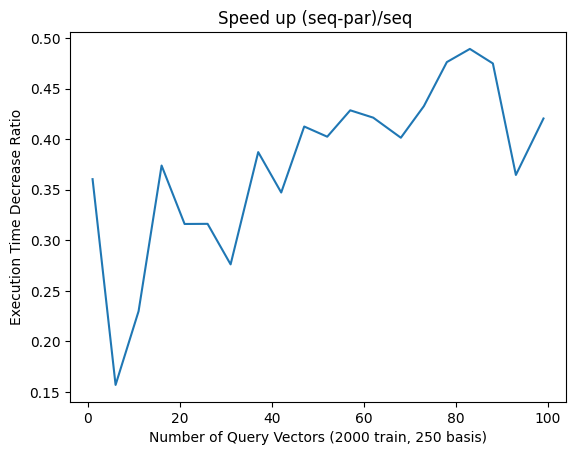 Speed up (seq-par)/seq
Execution Time Decrease Ratio
0.50
0.45
0.40
0.35
0.30
0.25
0.20
0.15
0 20 40 60 80 100
Number of Query Vectors (2000 train, 250 basis)